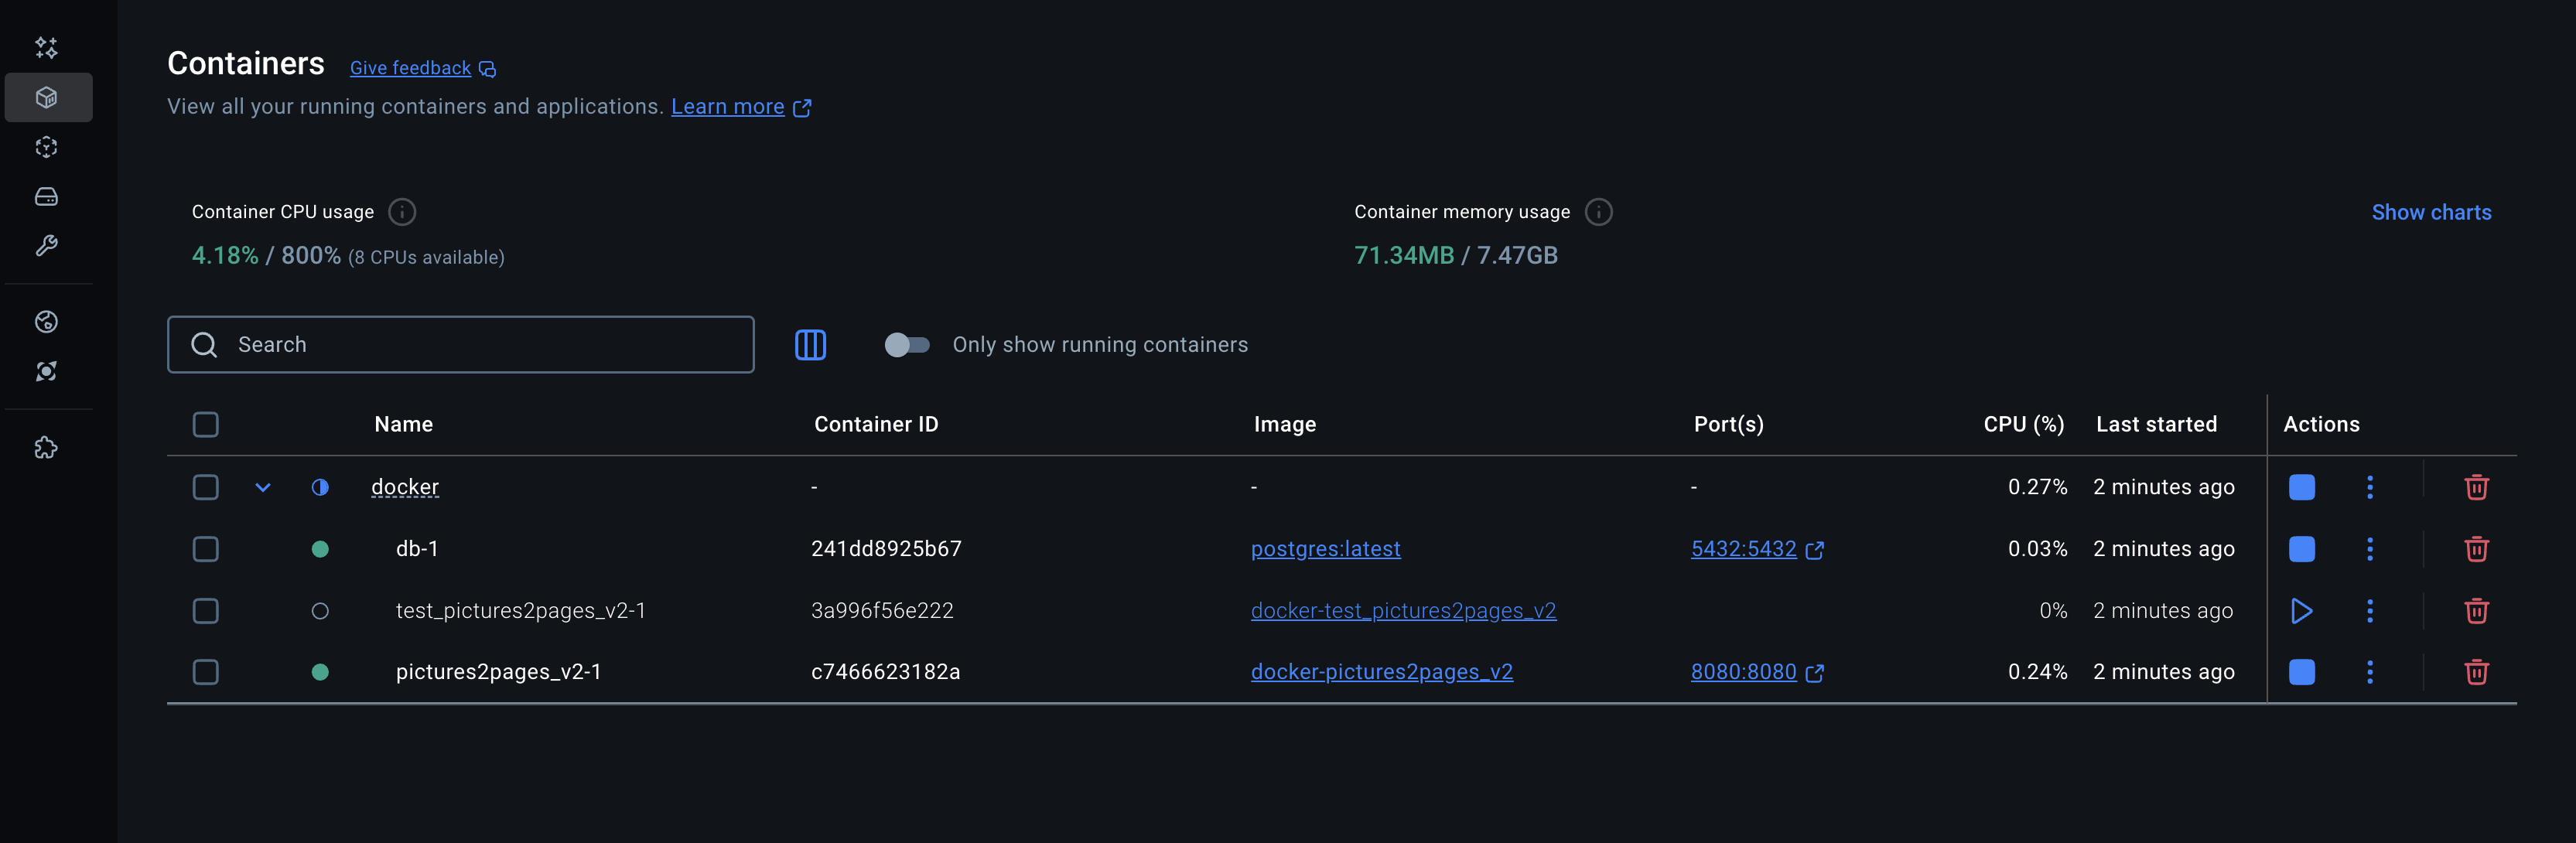 Containers Give feedback
View all your running containers and applications. Learn more
Container CPU usage
4.18% / 800% (8 CPUs available)
Container memory usage
71.34MB / 7.47GB
Show charts
Search
Only show running containers
Name Container ID Image Port(s) CPU (%) Last started Actions
docker - - - 0.27% 2 minutes ago
db-1 241dd8925b67 postgres:latest 5432:5432 0.03% 2 minutes ago
test_pictures2pages_v2-1 3a996f56e222 docker-test_pictures2pages_v2 0% 2 minutes ago
pictures2pages_v2-1 c7466623182a docker-pictures2pages_v2 8080:8080 0.24% 2 minutes ago